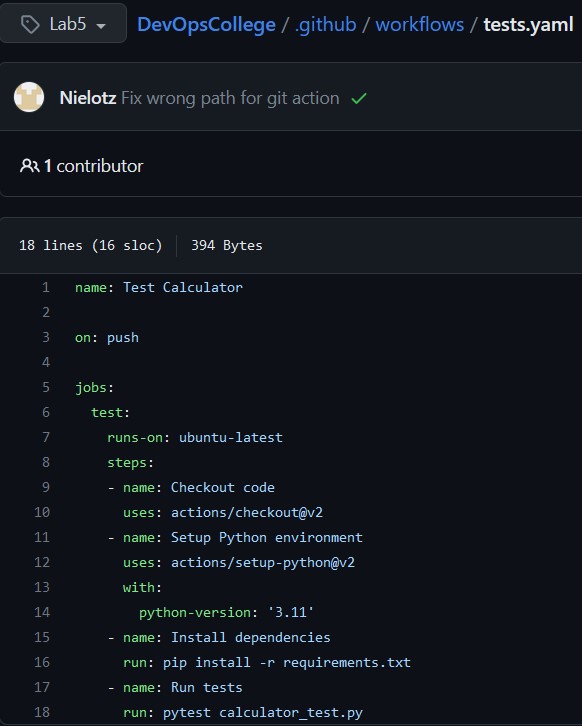 Lab5 DevOpsCollege / .github / workflows / tests.yaml
Nielotz Fix wrong path for git action
1 contributor
18 lines (16 sloc) 394 Bytes
1 name: Test Calculator
2
3 on: push
4
5 jobs:
6   test:
7     runs-on: ubuntu-latest
8     steps:
9     - name: Checkout code
10       uses: actions/checkout@v2
11     - name: Setup Python environment
12       uses: actions/setup-python@v2
13       with:
14         python-version: '3.11'
15     - name: Install dependencies
16       run: pip install -r requirements.txt
17     - name: Run tests
18       run: pytest calculator_test.py